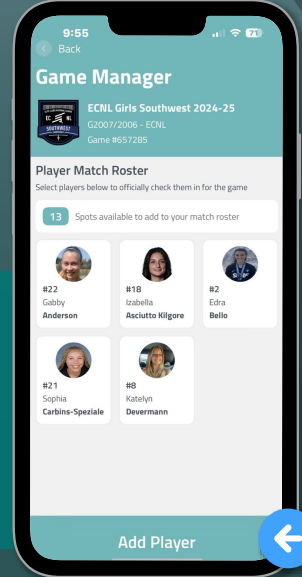 9:55
71
Back
Game Manager
EC NL
SOUTHWEST
ECNL Girls Southwest 2024-25
G2007/2006 - ECNL
Game #657285
Player Match Roster
Select players below to officially check them in for the game
13 Spots available to add to your match roster
#22
Gabby
Anderson
#18
Izabella
Asciutto Kilgore
#2
Edra
Bello
#21
Sophia
Carbins-Speziale
#8
Katelyn
Devermann
Add Player